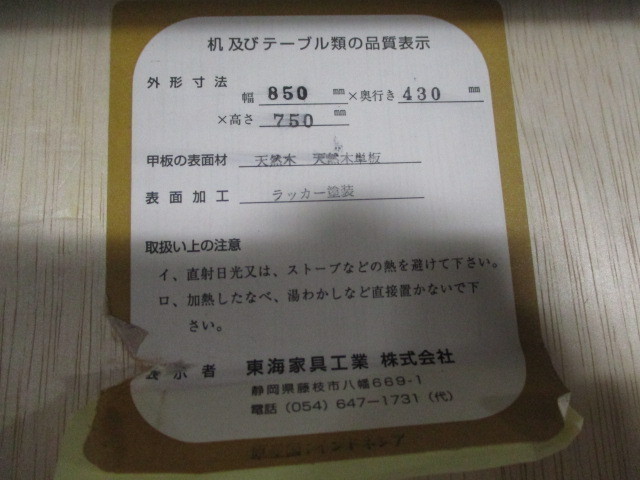 机及びテーブル類の品質表示
外形寸法
幅 850 mm ×奥行き 430 mm
×高さ 750 mm
甲板の表面材 天然木 天然木単板
表面加工 ラッカー塗装
取扱い上の注意
イ、直射日光又は、ストーブなどの熱を避けて下さい。
ロ、加熱したなべ、湯わかしなど直接置かないで下
さい。
表示者 東海家具工業 株式会社
静岡県藤枝市八幡669-1
電話(054)647-1731(代)